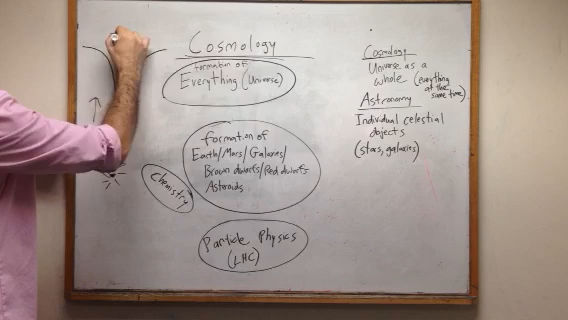 Cosmology
formation of
Everything (Universe)
formation of
Earth/Mars/Galaxies/
Brown dwarfs/Red dwarfs
Asteroids
Chemistry
Particle Physics
(LHC)
Cosmology
Universe as a
whole (everything
at the
same time)
Astronomy
Individual celestial
objects
(stars, galaxies)